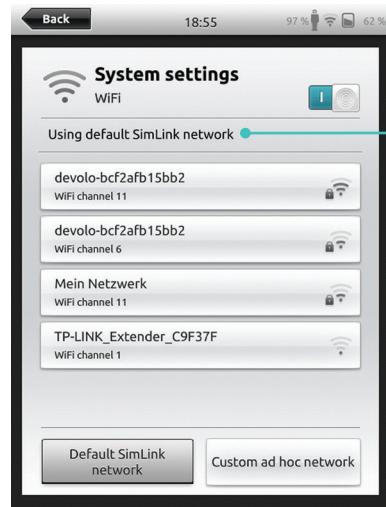 Back 18:55 97 % 62 %
System settings
WiFi
I
Using default SimLink network
devolo-bcf2afb15bb2
WiFi channel 11
devolo-bcf2afb15bb2
WiFi channel 6
Mein Netzwerk
WiFi channel 11
TP-LINK_Extender_C9F37F
WiFi channel 1
Default SimLink
network
Custom ad hoc network